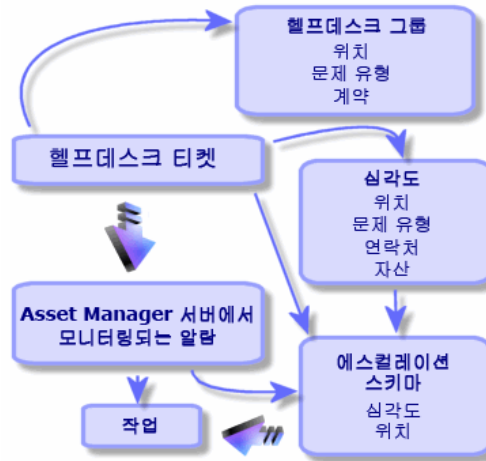 헬프데스크 그룹
위치
문제 유형
계약
헬프데스크 티켓
심각도
위치
문제 유형
연락처
자산
Asset Manager 서버에서
모니터링되는 알람
에스컬레이션
스키마
심각도
위치
작업